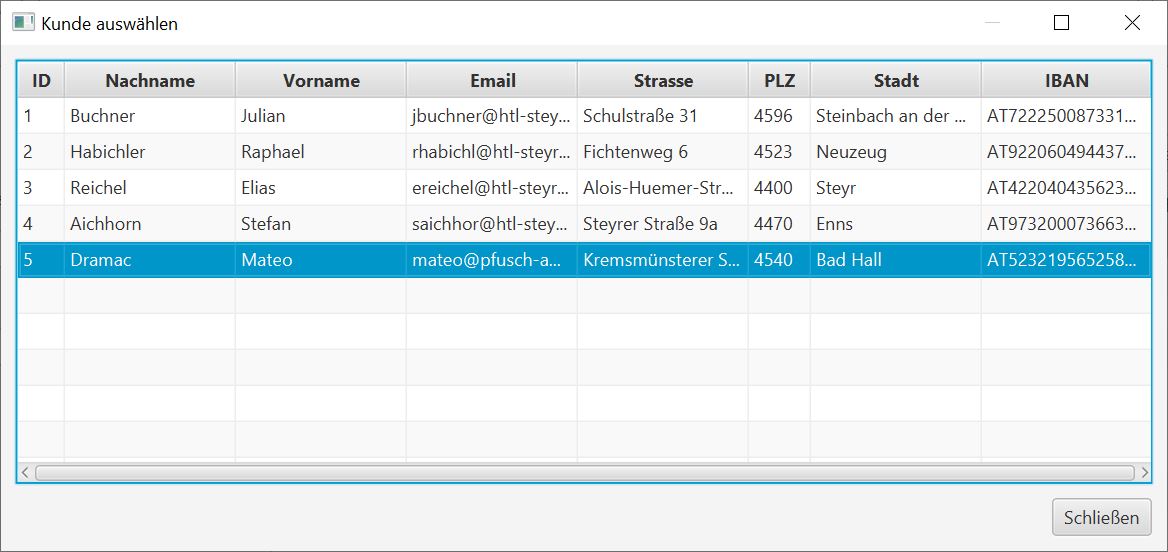 Kunde auswählen
ID Nachname Vorname Email Strasse PLZ Stadt IBAN
1 Buchner Julian jbuchner@htl-stey... Schulstraße 31 4596 Steinbach an der ... AT722250087331...
2 Habichler Raphael rhabichl@htl-steyr... Fichtenweg 6 4523 Neuzeug AT922060494437...
3 Reichel Elias ereichel@htl-steyr... Alois-Huemer-Str... 4400 Steyr AT422040435623...
4 Aichhorn Stefan saichhor@htl-stey... Steyrer Straße 9a 4470 Enns AT973200073663...
5 Dramac Mateo mateo@pfusch-a... Kremsmünsterer S... 4540 Bad Hall AT523219565258...
Schließen